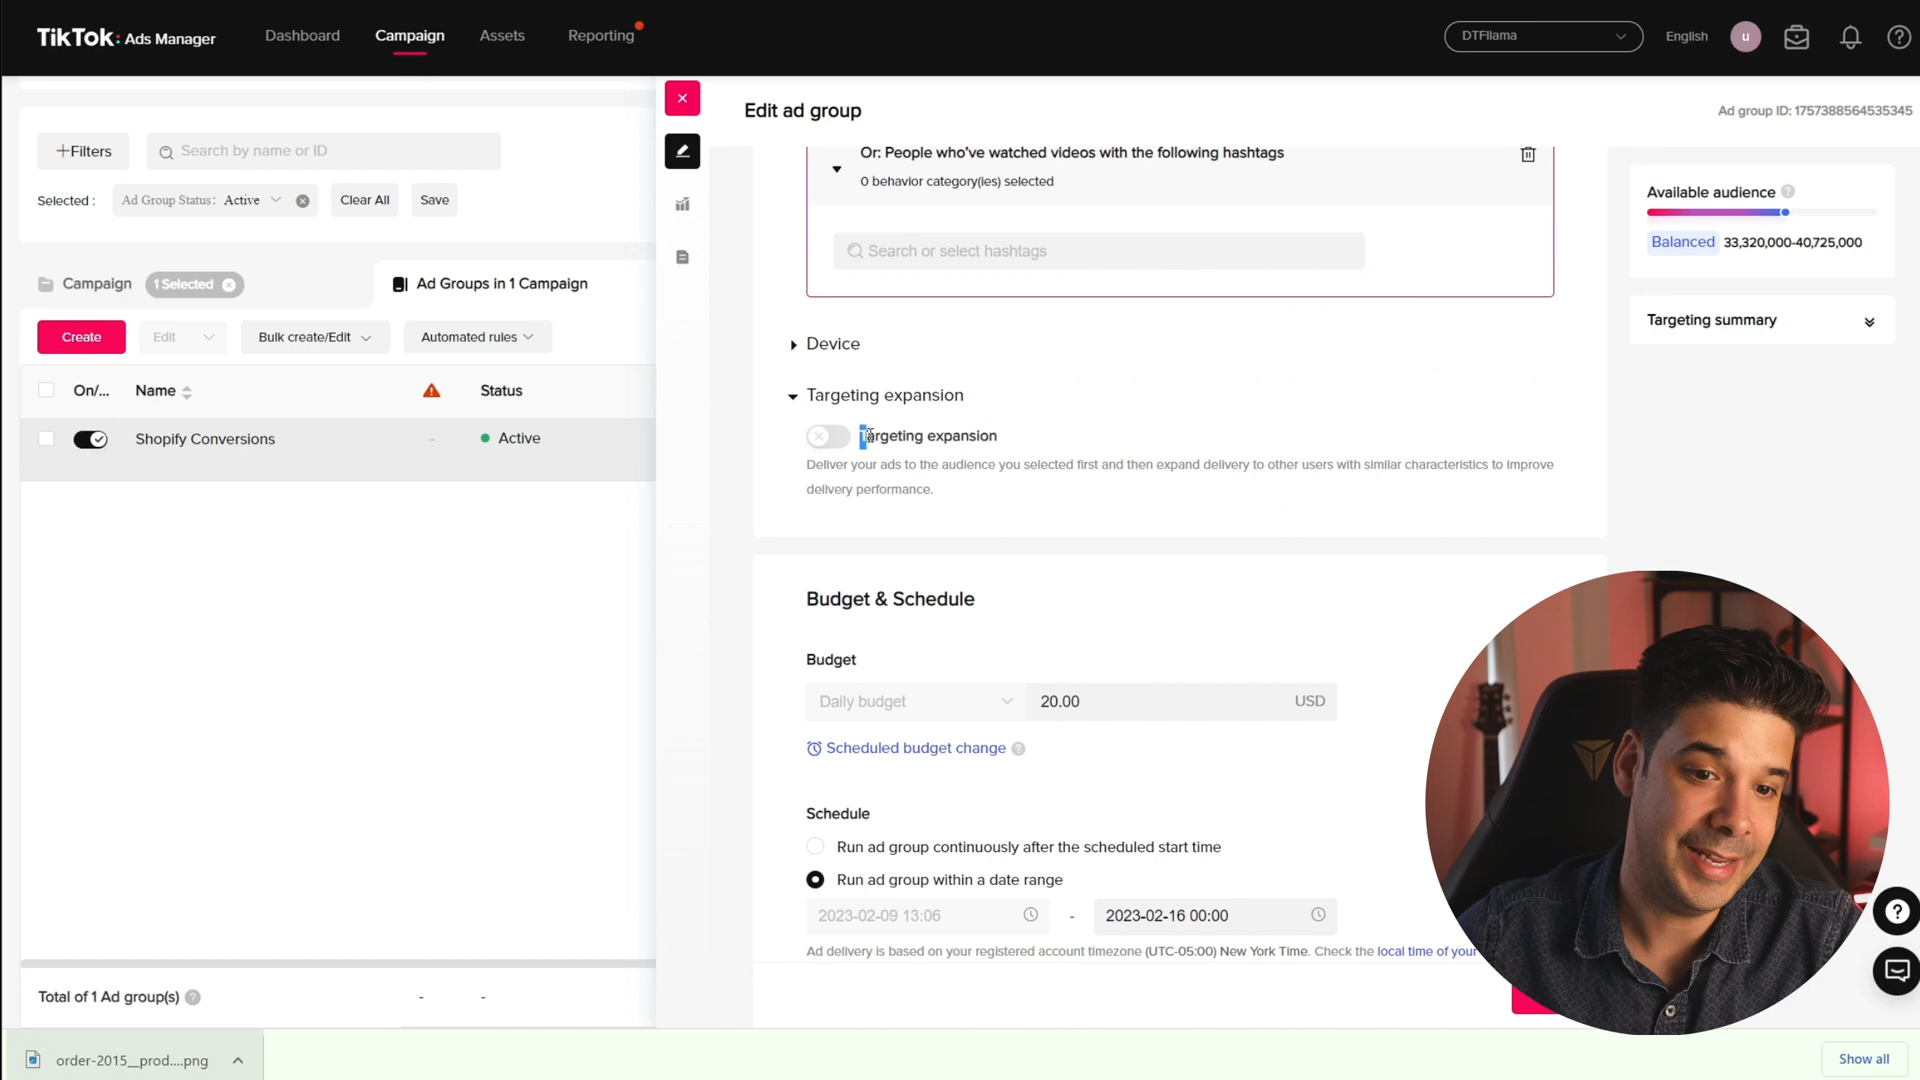 TikTok: Ads Manager
Dashboard
Campaign
Assets
Reporting
DTFllama
English
u
+Filters
Search by name or ID
Selected :
Ad Group Status: Active
Clear All
Save
Campaign
1 Selected
Ad Groups in 1 Campaign
Create
Edit
Bulk create/Edit
Automated rules
On/...
Name
Status
Shopify Conversions
-
Active
Total of 1 Ad group(s)
-
-
Edit ad group
Ad group ID: 1757388564535345
Or: People who've watched videos with the following hashtags
0 behavior category(ies) selected
Search or select hashtags
Device
Targeting expansion
Targeting expansion
Deliver your ads to the audience you selected first and then expand delivery to other users with similar characteristics to improve
delivery performance.
Budget & Schedule
Budget
Daily budget
20.00
USD
Scheduled budget change
Schedule
Run ad group continuously after the scheduled start time
Run ad group within a date range
2023-02-09 13:06
-
2023-02-16 00:00
Ad delivery is based on your registered account timezone (UTC-05:00) New York Time. Check the local time of your
Available audience
Balanced
33,320,000-40,725,000
Targeting summary
order-2015__prod....png
Show all